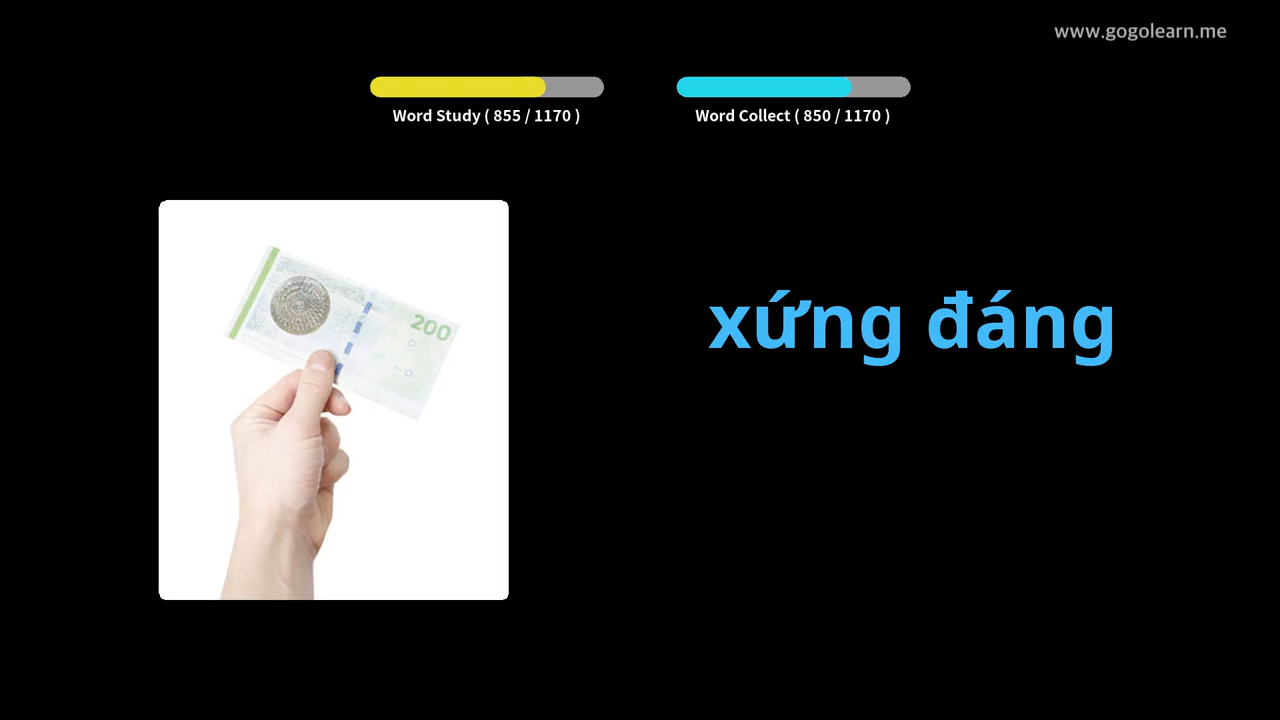 www.gogolearn.me
Word Study ( 855 / 1170 )
Word Collect ( 850 / 1170 )
200
xứng đáng